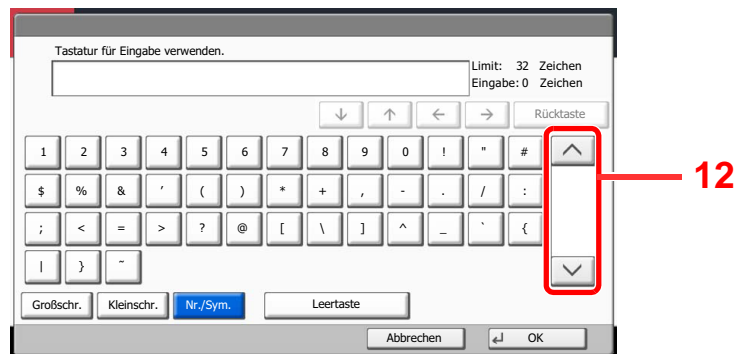 Tastatur für Eingabe verwenden.
Limit: 32 Zeichen
Eingabe: 0 Zeichen
↓ ↑ ← → Rücktaste
1 2 3 4 5 6 7 8 9 0 ! " #
$ % & ' ( ) * + , - . / :
; < = > ? @ [ \ ] ^ _ ` {
| } ~
12
Großschr. Kleinschr. Nr./Sym. Leertaste
Abbrechen ↵ OK